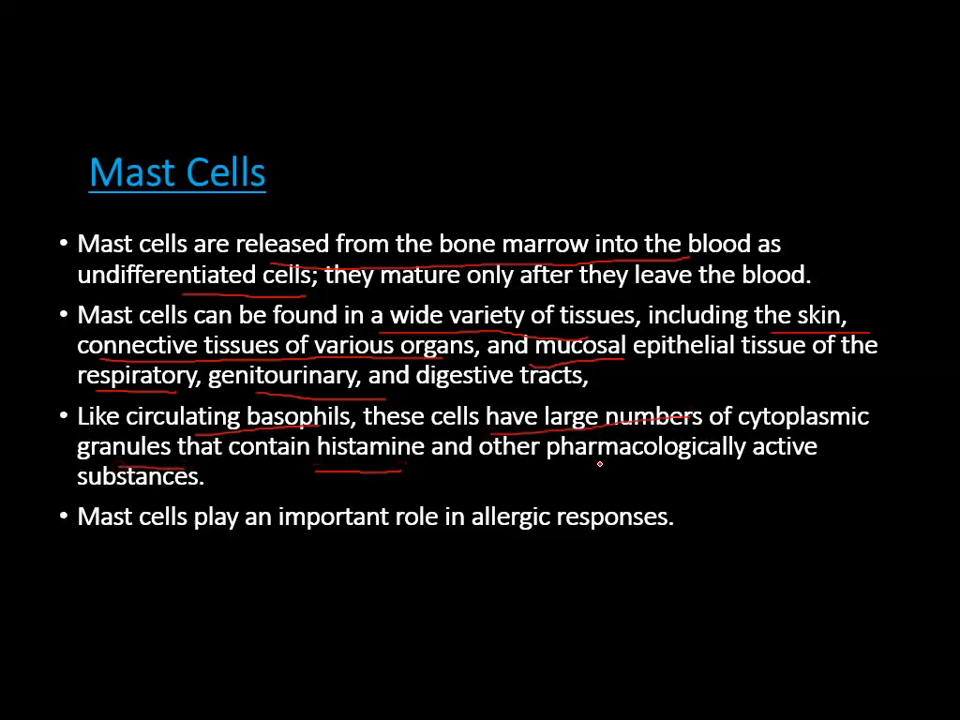 Mast Cells
• Mast cells are released from the bone marrow into the blood as
undifferentiated cells; they mature only after they leave the blood.
• Mast cells can be found in a wide variety of tissues, including the skin,
connective tissues of various organs, and mucosal epithelial tissue of the
respiratory, genitourinary, and digestive tracts,
• Like circulating basophils, these cells have large numbers of cytoplasmic
granules that contain histamine and other pharmacologically active
substances.
• Mast cells play an important role in allergic responses.